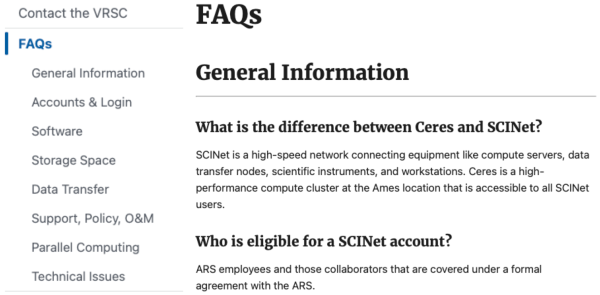 Contact the VRSC
FAQs
General Information
Accounts & Login
Software
Storage Space
Data Transfer
Support, Policy, O&M
Parallel Computing
Technical Issues
FAQs
General Information
What is the difference between Ceres and SCINet?
SCINet is a high-speed network connecting equipment like compute servers, data
transfer nodes, scientific instruments, and workstations. Ceres is a high-
performance compute cluster at the Ames location that is accessible to all SCINet
users.
Who is eligible for a SCINet account?
ARS employees and those collaborators that are covered under a formal
agreement with the ARS.